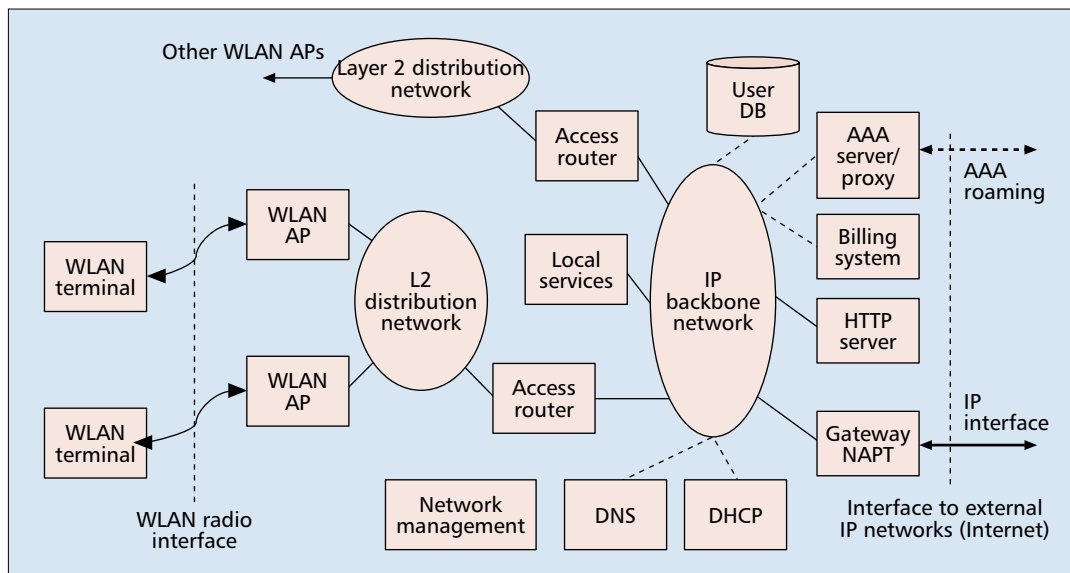 Other WLAN APs
Layer 2 distribution
network
User
DB
Access
router
AAA
server/
proxy
AAA
roaming
WLAN
AP
WLAN
terminal
L2
distribution
network
Local
services
IP
backbone
network
Billing
system
HTTP
server
WLAN
AP
Access
router
WLAN
terminal
IP
interface
Gateway
NAPT
WLAN radio
interface
Network
management
DNS
DHCP
Interface to external
IP networks (Internet)